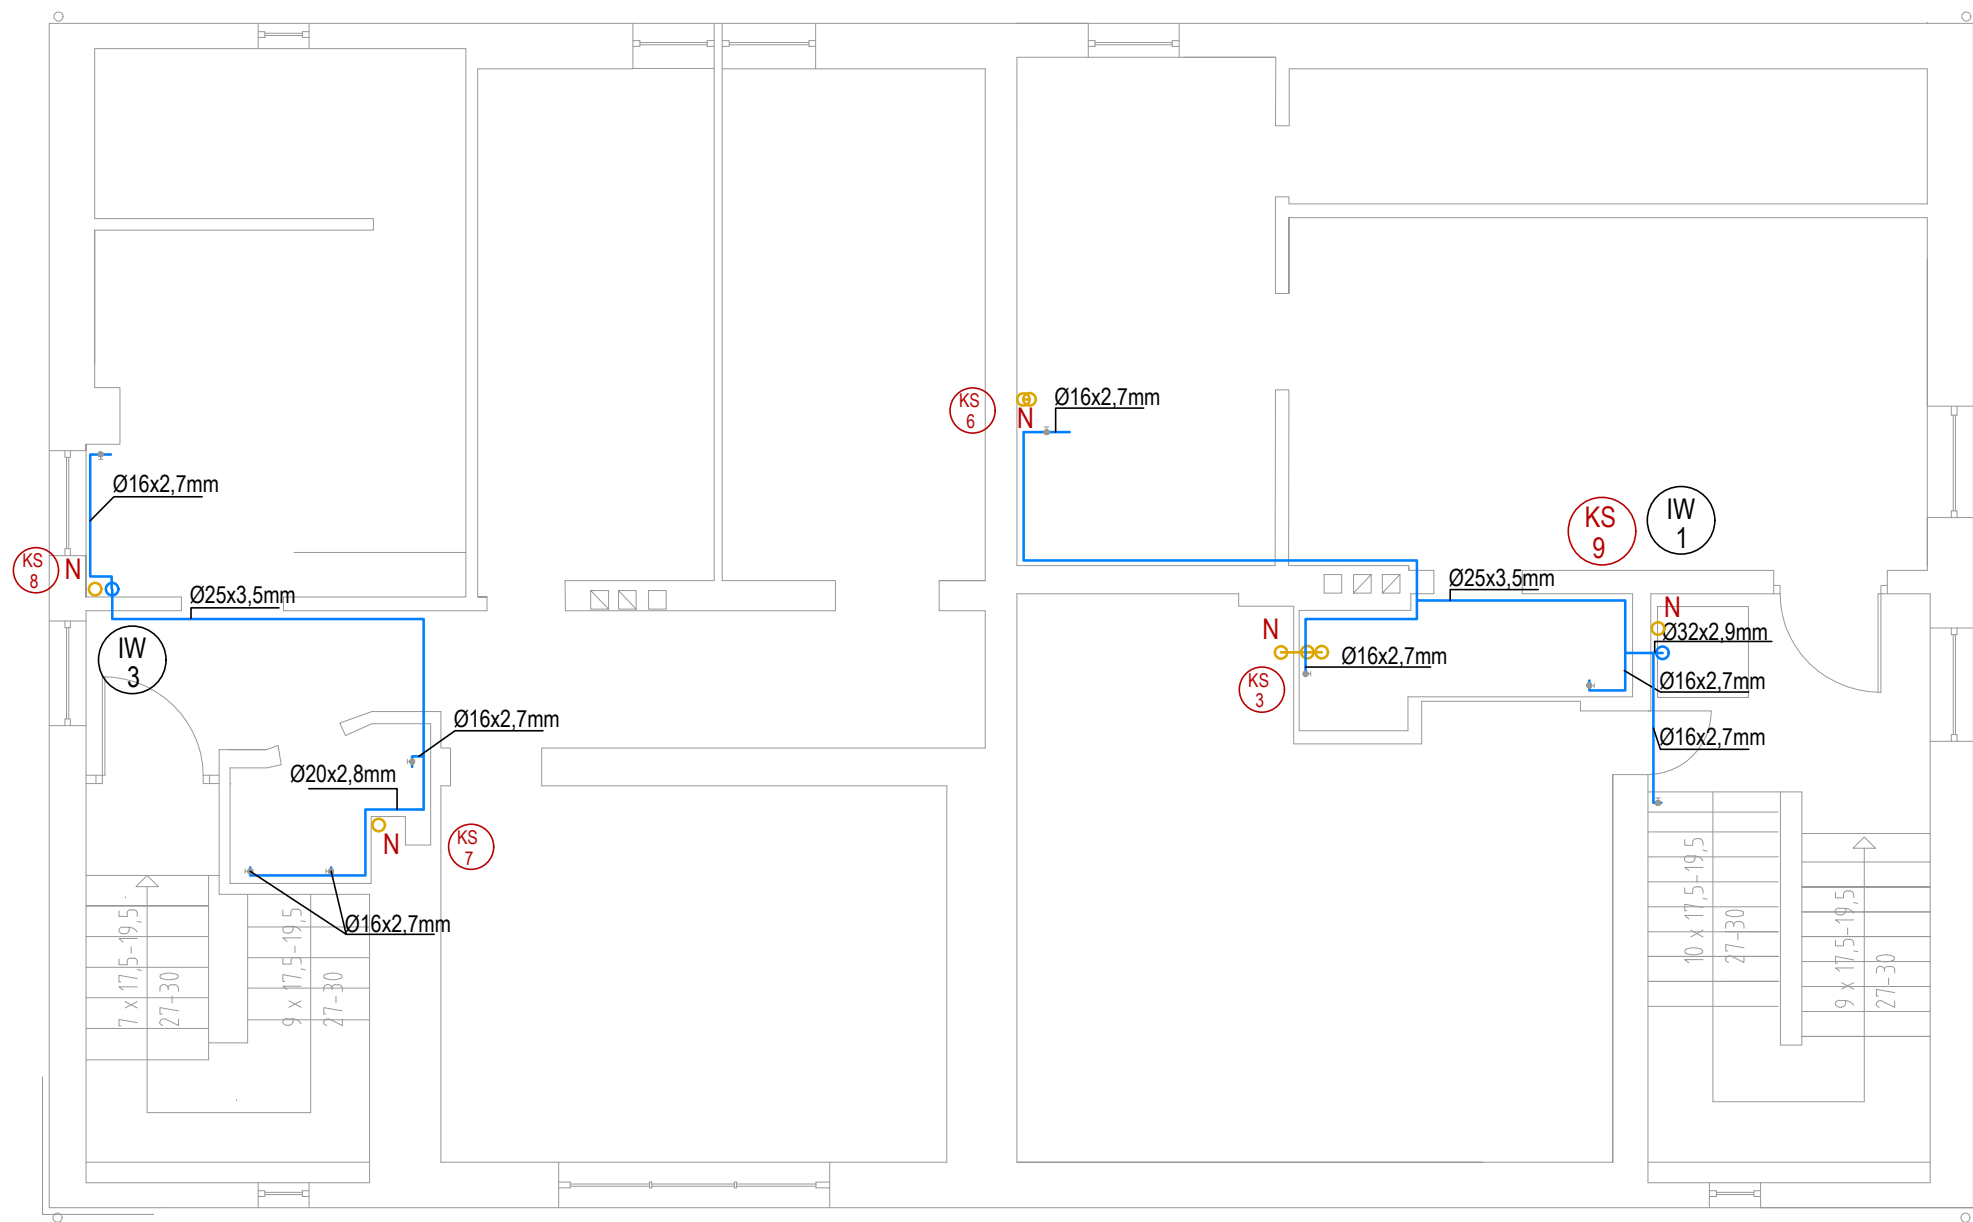 KS
6
Ø16x2,7mm
N
Ø16x2,7mm
KS
9
IW
1
KS
8
N
Ø25x3,5mm
Ø25x3,5mm
N
N
Ø32x2,9mm
IW
3
Ø16x2,7mm
KS
3
Ø16x2,7mm
Ø16x2,7mm
Ø16x2,7mm
Ø20x2,8mm
N
KS
7
Ø16x2,7mm
7 x 17,5-19,5
27-30
9 x 17,5-19,5
27-30
10 x 17,5-19,5
27-30
9 x 17,5-19,5
27-30